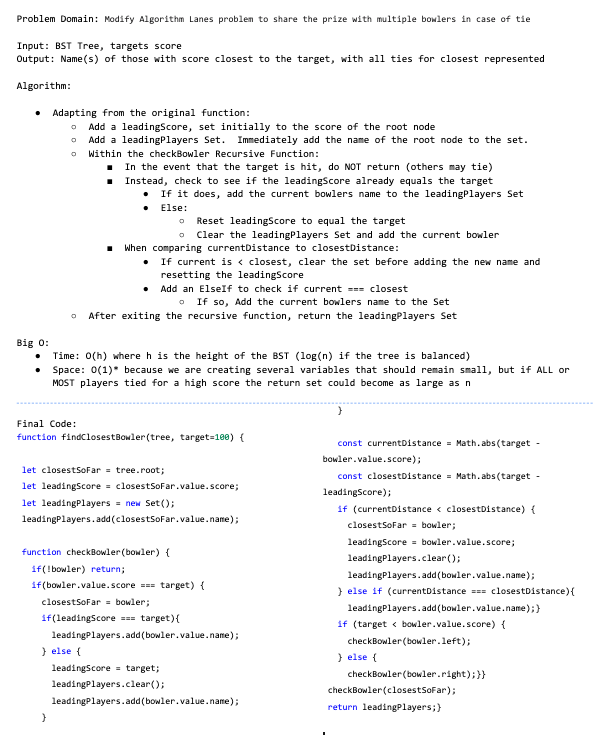 Problem Domain: Modify Algorithm Lanes problem to share the prize with multiple bowlers in case of tie
Input: BST Tree, targets score
Output: Name(s) of those with score closest to the target, with all ties for closest represented
Algorithm:
● Adapting from the original function:
○ Add a leadingScore, set initially to the score of the root node
○ Add a leadingPlayers Set.  Immediately add the name of the root node to the set.
○ Within the checkBowler Recursive Function:
■ In the event that the target is hit, do NOT return (others may tie)
■ Instead, check to see if the leadingScore already equals the target
● If it does, add the current bowlers name to the leadingPlayers Set
● Else:
○ Reset leadingScore to equal the target
○ Clear the leadingPlayers Set and add the current bowler
■ When comparing currentDistance to closestDistance:
● If current is < closest, clear the set before adding the new name and
resetting the leadingScore
● Add an ElseIf to check if current === closest
○ If so, Add the current bowlers name to the Set
○ After exiting the recursive function, return the leadingPlayers Set
Big O:
● Time: O(h) where h is the height of the BST (log(n) if the tree is balanced)
● Space: O(1)* because we are creating several variables that should remain small, but if ALL or
MOST players tied for a high score the return set could become as large as n
Final Code:
function findClosestBowler(tree, target=100) {
let closestSoFar = tree.root;
let leadingScore = closestSoFar.value.score;
let leadingPlayers = new Set();
leadingPlayers.add(closestSoFar.value.name);
function checkBowler(bowler) {
if(!bowler) return;
if(bowler.value.score === target) {
closestSoFar = bowler;
if(leadingScore === target){
leadingPlayers.add(bowler.value.name);
} else {
leadingScore = target;
leadingPlayers.clear();
leadingPlayers.add(bowler.value.name);
}
}
const currentDistance = Math.abs(target -
bowler.value.score);
const closestDistance = Math.abs(target -
leadingScore);
if (currentDistance < closestDistance) {
closestSoFar = bowler;
leadingScore = bowler.value.score;
leadingPlayers.clear();
leadingPlayers.add(bowler.value.name);
} else if (currentDistance === closestDistance){
leadingPlayers.add(bowler.value.name);}
if (target < bowler.value.score) {
checkBowler(bowler.left);
} else {
checkBowler(bowler.right);}}
checkBowler(closestSoFar);
return leadingPlayers;}